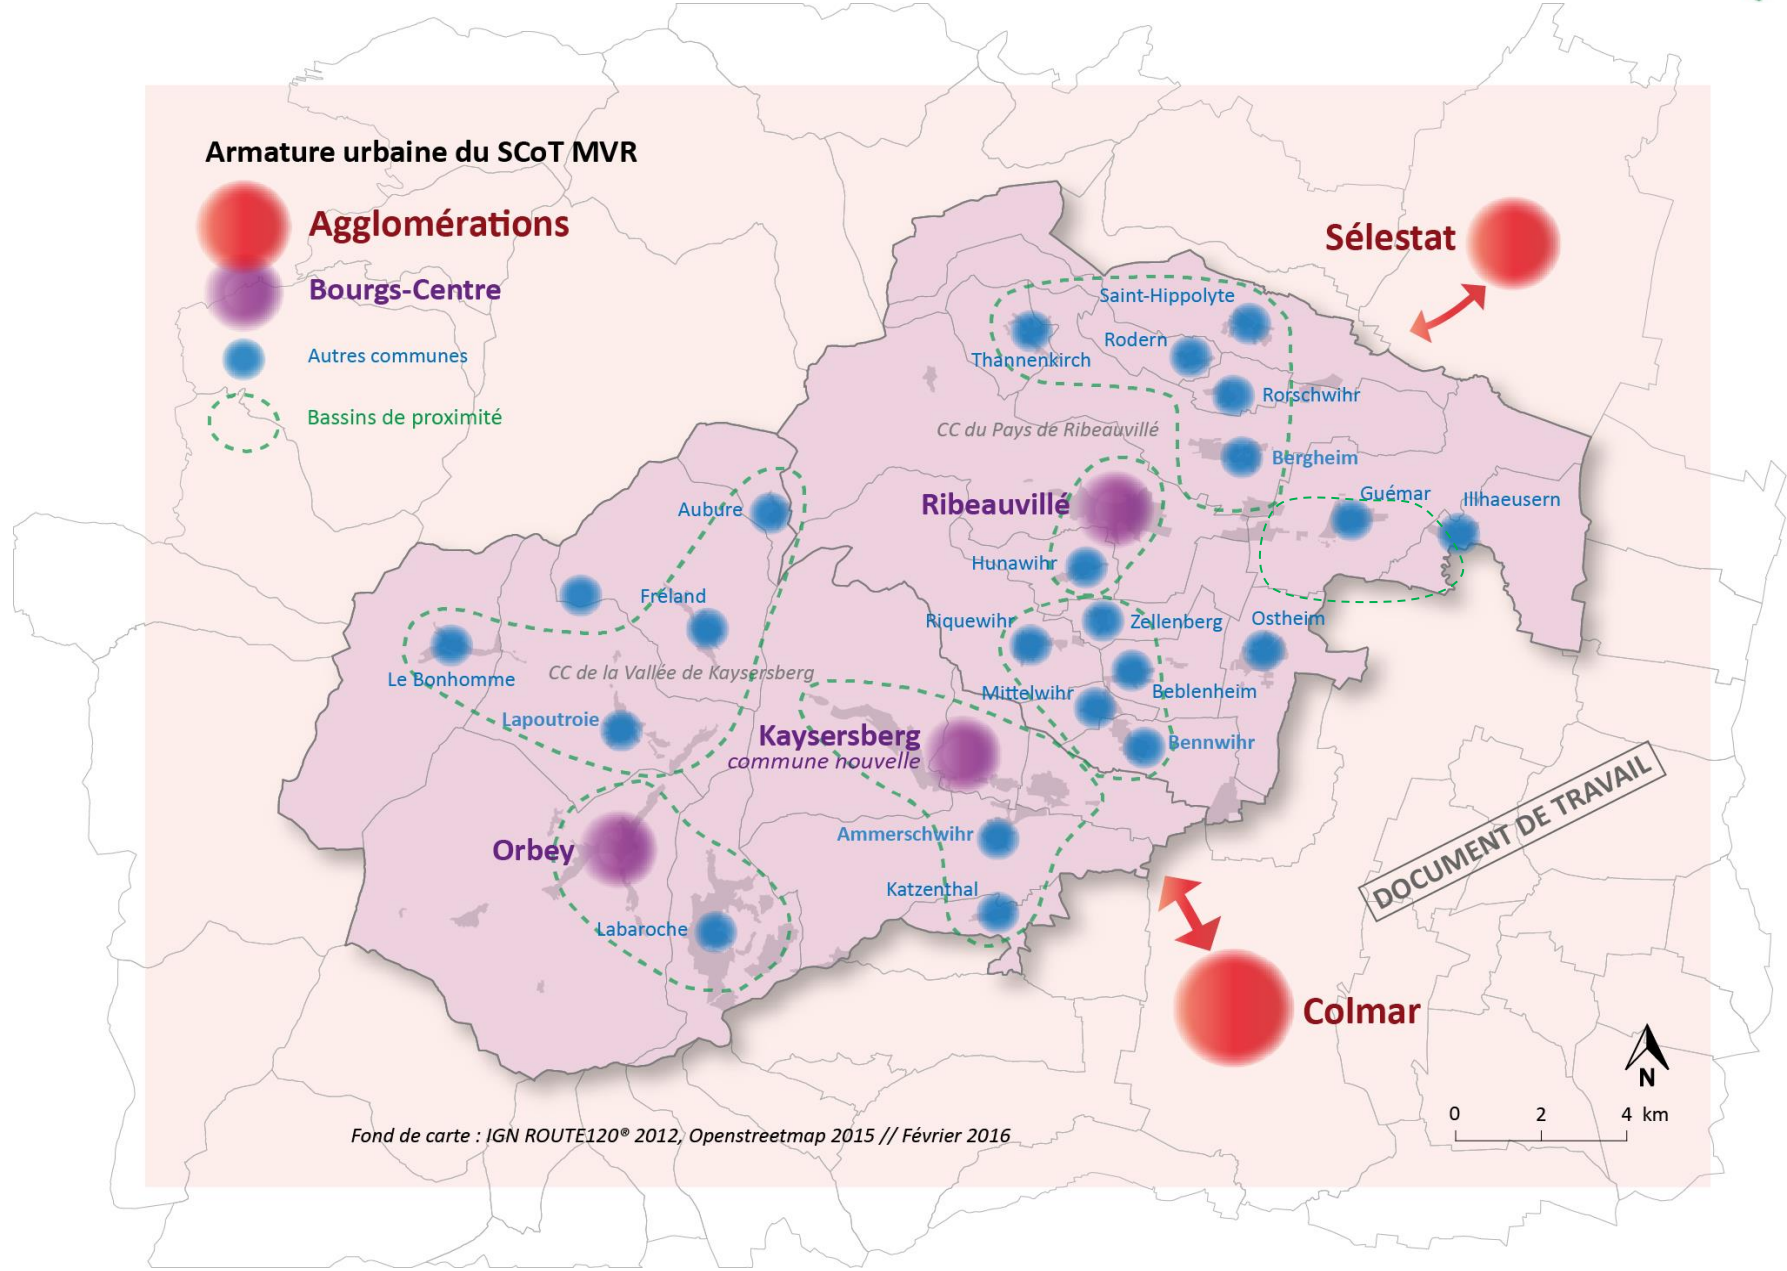 Armature urbaine du SCoT MVR
Agglomérations
Bourgs-Centre
Autres communes
Bassins de proximité
Sélestat
Saint-Hippolyte
Rodern
Thannenkirch
Rorschwihr
CC du Pays de Ribeauvillé
Bergheim
Ribeauvillé
Guémar
Illhaeusern
Aubure
Hunawihr
Fréland
Riquewihr
Zellenberg
Ostheim
Le Bonhomme
CC de la Vallée de Kaysersberg
Mittelwihr
Beblenheim
Lapoutroie
Kaysersberg
commune nouvelle
Bennwihr
Ammerschwihr
Orbey
Katzenthal
Labaroche
DOCUMENT DE TRAVAIL
Colmar
N
0 2 4 km
Fond de carte : IGN ROUTE120® 2012, Openstreetmap 2015 // Février 2016